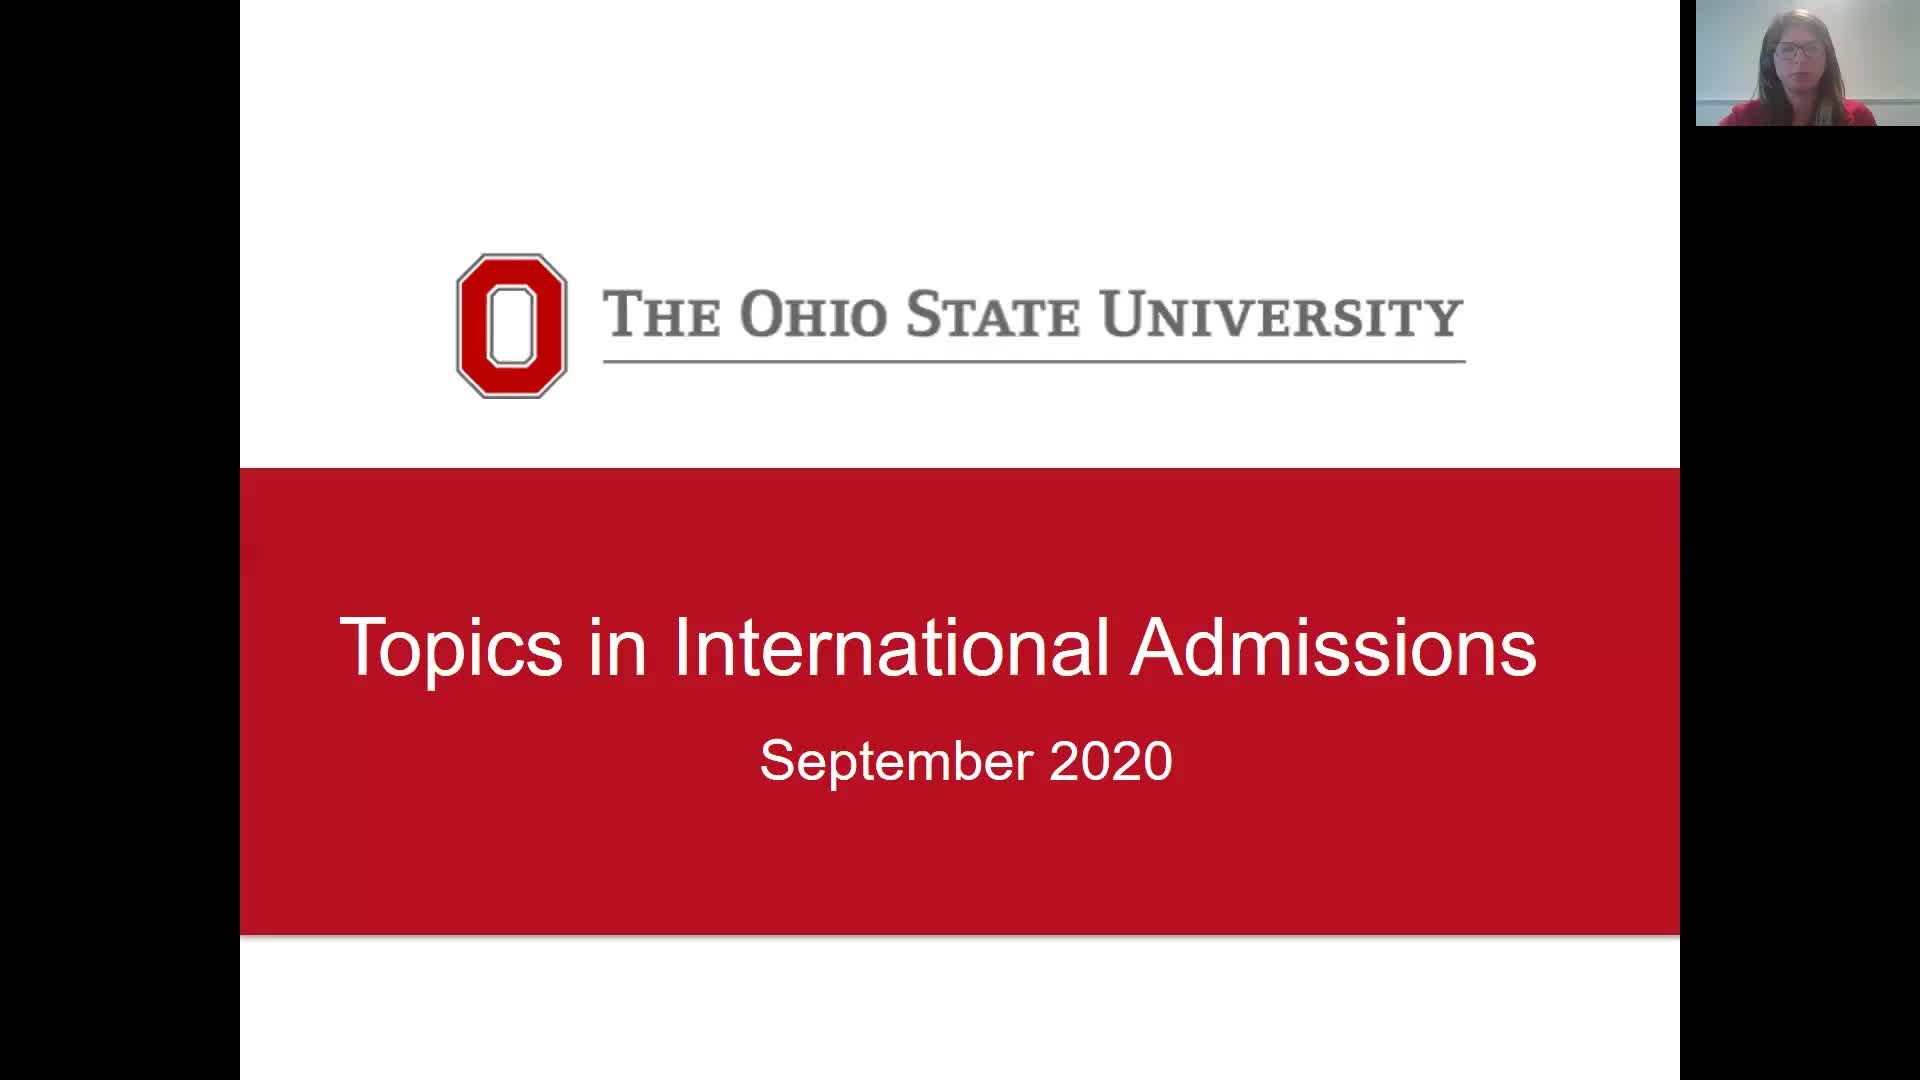 THE OHIO STATE UNIVERSITY
Topics in International Admissions
September 2020